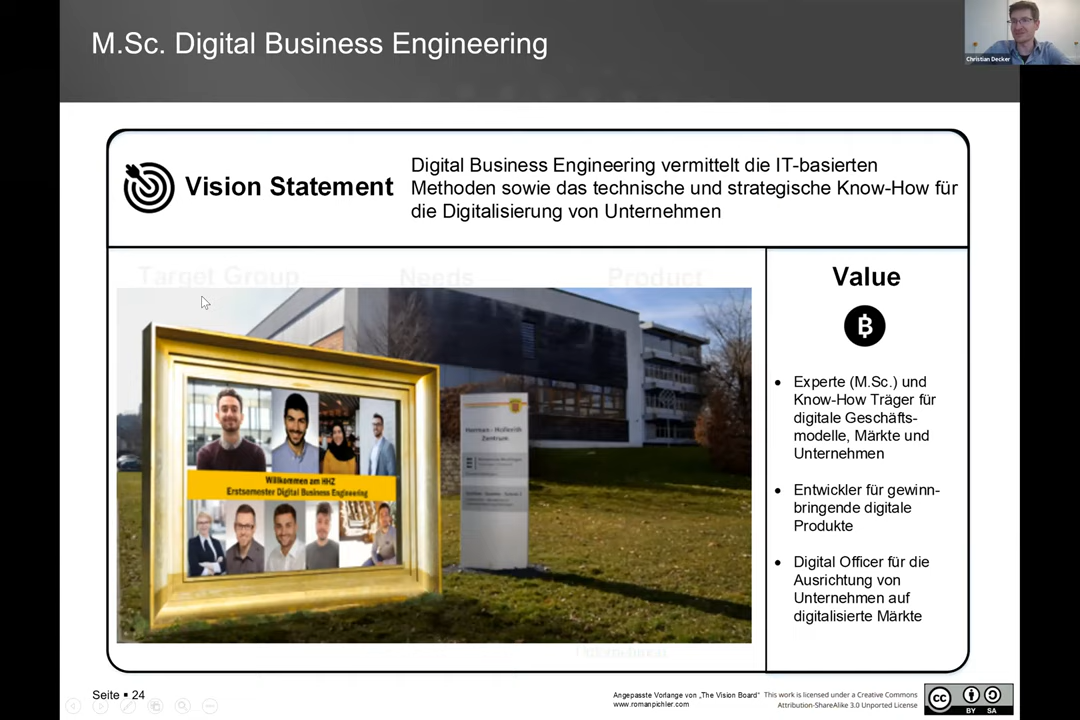 M.Sc. Digital Business Engineering
Christian Decker
Vision Statement
Digital Business Engineering vermittelt die IT-basierten
Methoden sowie das technische und strategische Know-How für
die Digitalisierung von Unternehmen
Target Group
Needs
Product
Willkommen am HHZ
Erstsemester Digital Business Engineering
Herman-Hollerith
Zentrum
Unternehmen
Value
• Experte (M.Sc.) und
Know-How Träger für
digitale Geschäfts-
modelle, Märkte und
Unternehmen
• Entwickler für gewinn-
bringende digitale
Produkte
• Digital Officer für die
Ausrichtung von
Unternehmen auf
digitalisierte Märkte
Seite ▪ 24
Angepasste Vorlage von „The Vision Board“
www.romanpichler.com
This work is licensed under a Creative Commons
Attribution-ShareAlike 3.0 Unported License
CC
BY SA